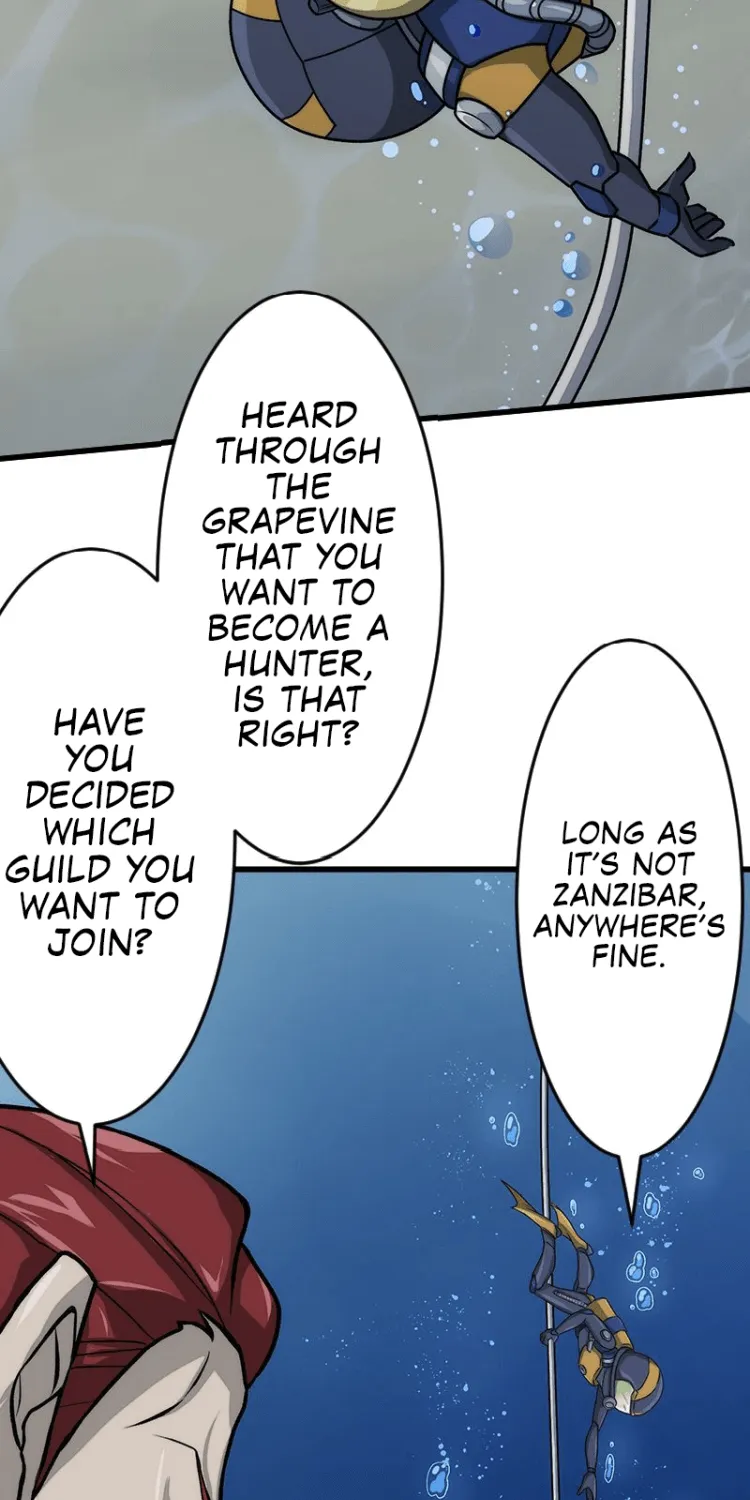 HEARD
THROUGH
THE
GRAPEVINE
THAT YOU
WANT TO
BECOME A
HUNTER,
IS THAT
RIGHT?
HAVE
YOU
DECIDED
WHICH
GUILD YOU
WANT TO
JOIN?
LONG AS
IT'S NOT
ZANZIBAR,
ANYWHERE'S
FINE.